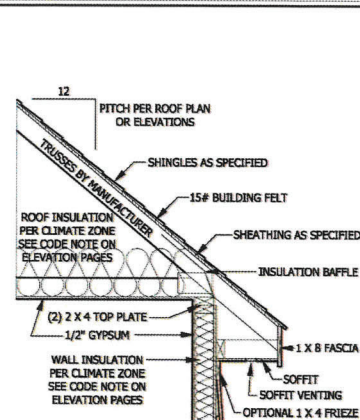 12
PITCH PER ROOF PLAN
OR ELEVATIONS
TRUSSES BY MANUFACTURER
SHINGLES AS SPECIFIED
15# BUILDING FELT
ROOF INSULATION
PER CLIMATE ZONE
SEE CODE NOTE ON
ELEVATION PAGES
SHEATHING AS SPECIFIED
INSULATION BAFFLE
(2) 2 X 4 TOP PLATE
1/2" GYPSUM
1 X 8 FASCIA
WALL INSULATION
PER CLIMATE ZONE
SEE CODE NOTE ON
ELEVATION PAGES
SOFFIT
SOFFIT VENTING
OPTIONAL 1 X 4 FRIEZE